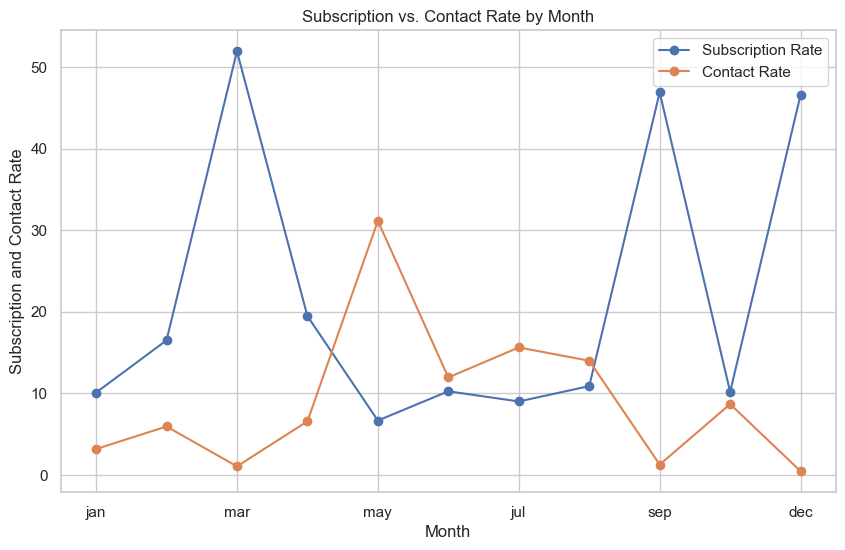 Subscription vs. Contact Rate by Month
Subscription Rate
Contact Rate
Subscription and Contact Rate
50
40
30
20
10
0
jan mar may jul sep dec
Month